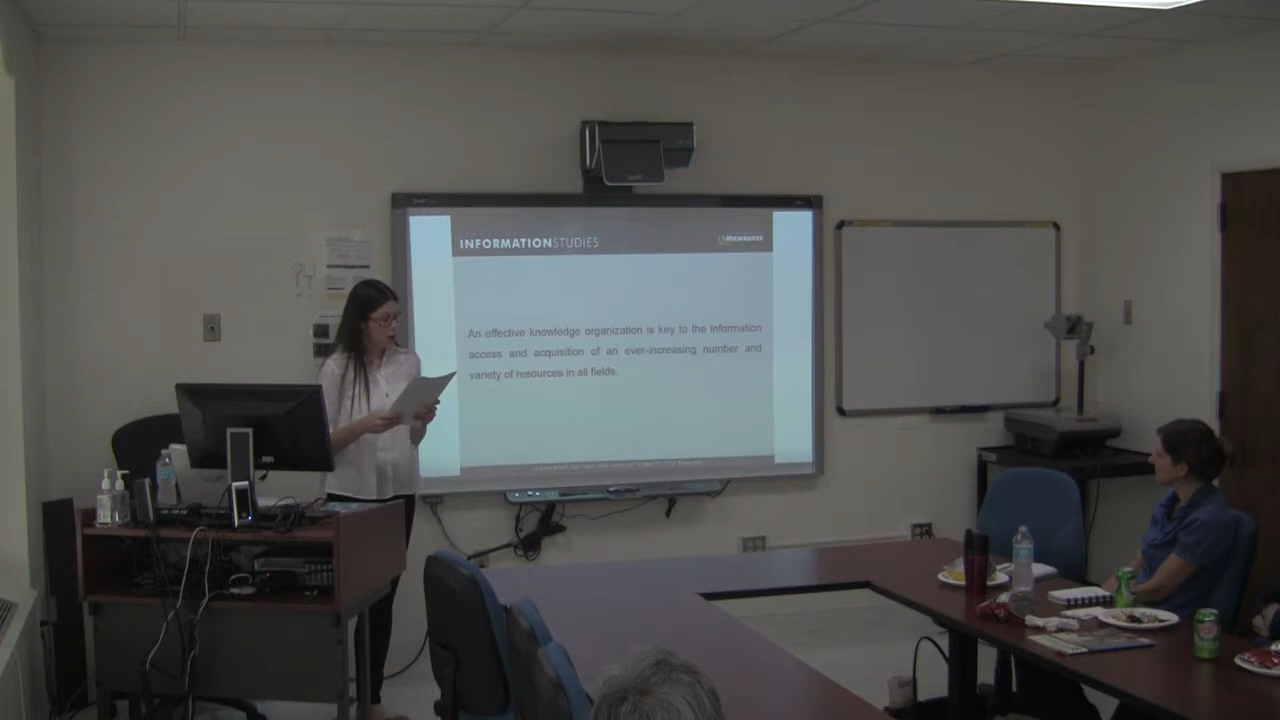 INFORMATIONSTUDIES
MILWAUKEE
An effective knowledge organization is key to the information
access and acquisition of an ever-increasing number and
variety of resources in all fields.